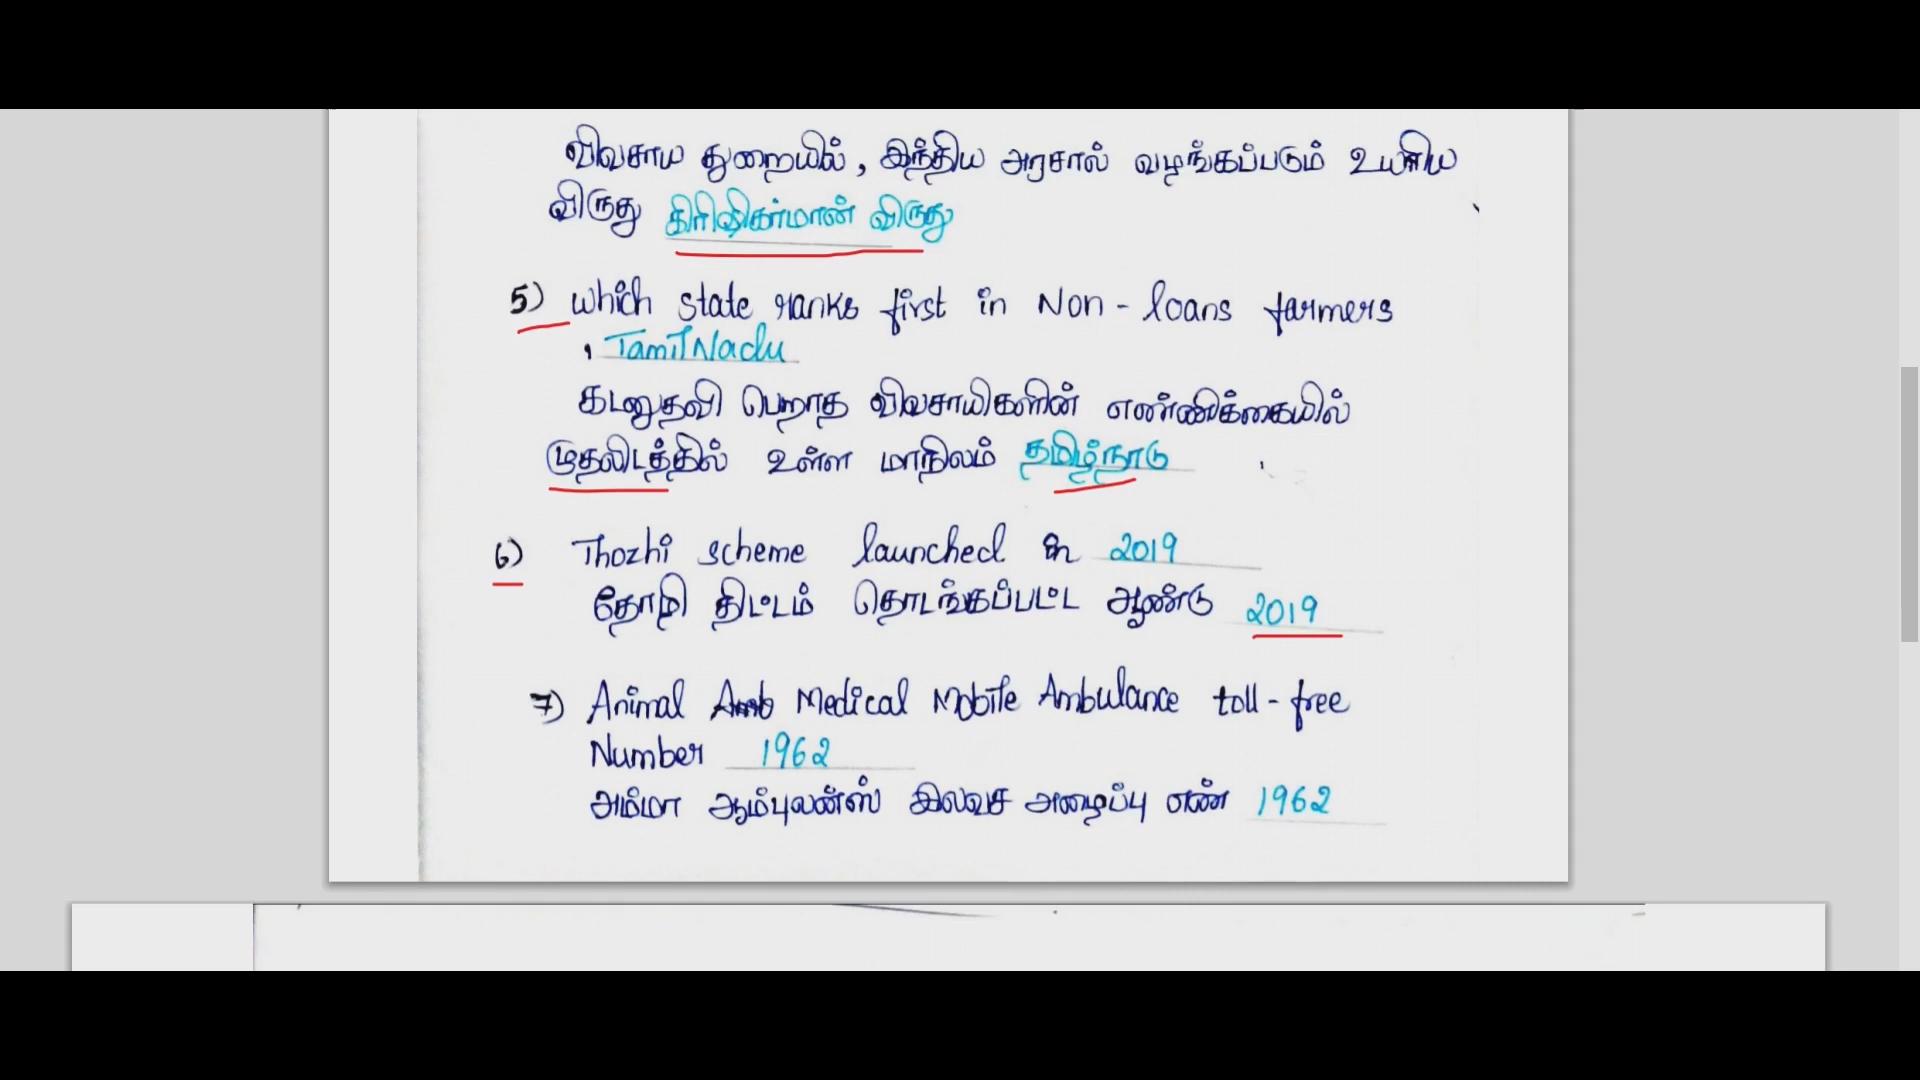 விவசாய துறையில், இந்திய அரசால் வழங்கப்படும் உயரிய
விருது கிரிஷிகர்மான் விருது
5) Which state ranks first in Non - loans farmers
, TamilNadu
கடனுதவி பெறாத விவசாயிகளின் எண்ணிக்கையில்
முதலிடத்தில் உள்ள மாநிலம் தமிழ்நாடு
6) Thozhi scheme launched in 2019
தோழி திட்டம் தொடங்கப்பட்ட ஆண்டு 2019
7) Animal Medical Mobile Ambulance toll - free
Number 1962
அம்மா ஆம்புலன்ஸ் இலவச அழைப்பு எண் 1962